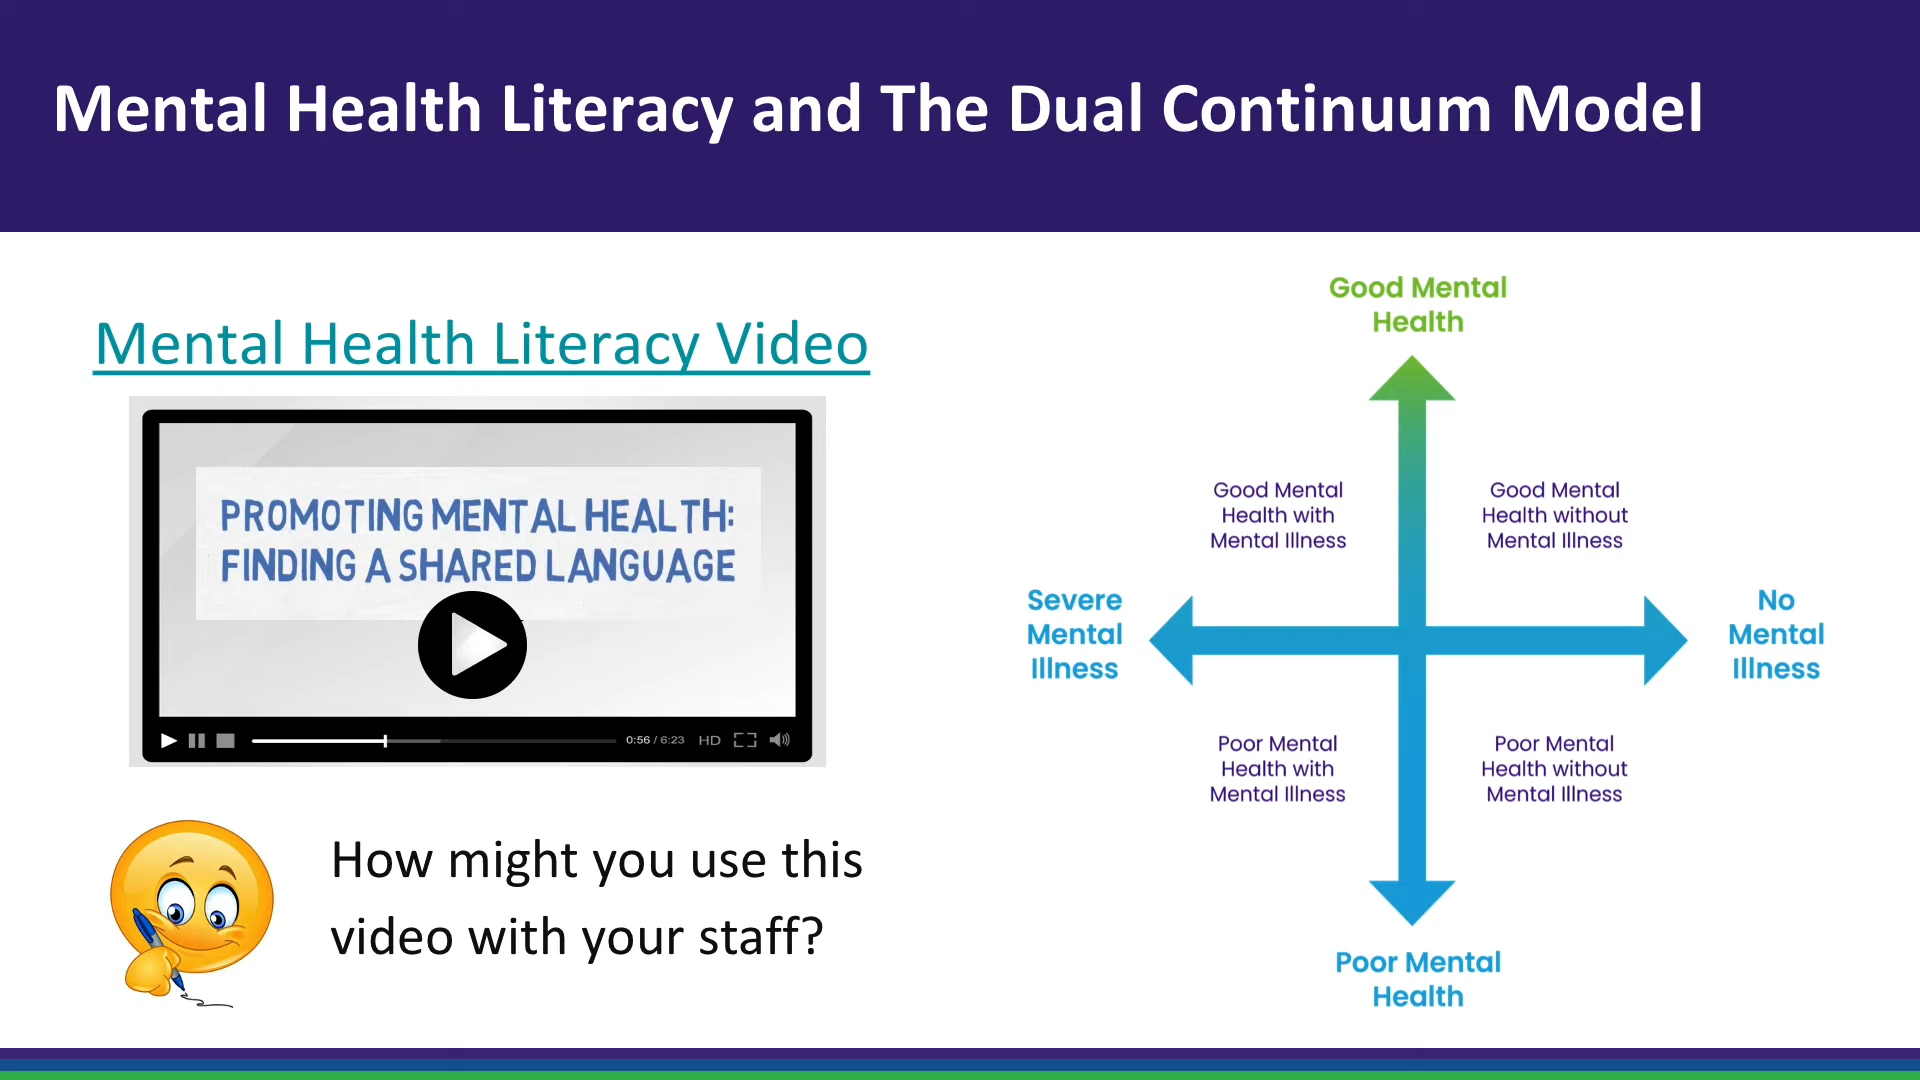 Mental Health Literacy and The Dual Continuum Model
Mental Health Literacy Video
PROMOTING MENTAL HEALTH:
FINDING A SHARED LANGUAGE
0:56 / 6:23 HD
How might you use this
video with your staff?
Good Mental
Health
Good Mental
Health with
Mental Illness
Good Mental
Health without
Mental Illness
Severe
Mental
Illness
No
Mental
Illness
Poor Mental
Health with
Mental Illness
Poor Mental
Health without
Mental Illness
Poor Mental
Health